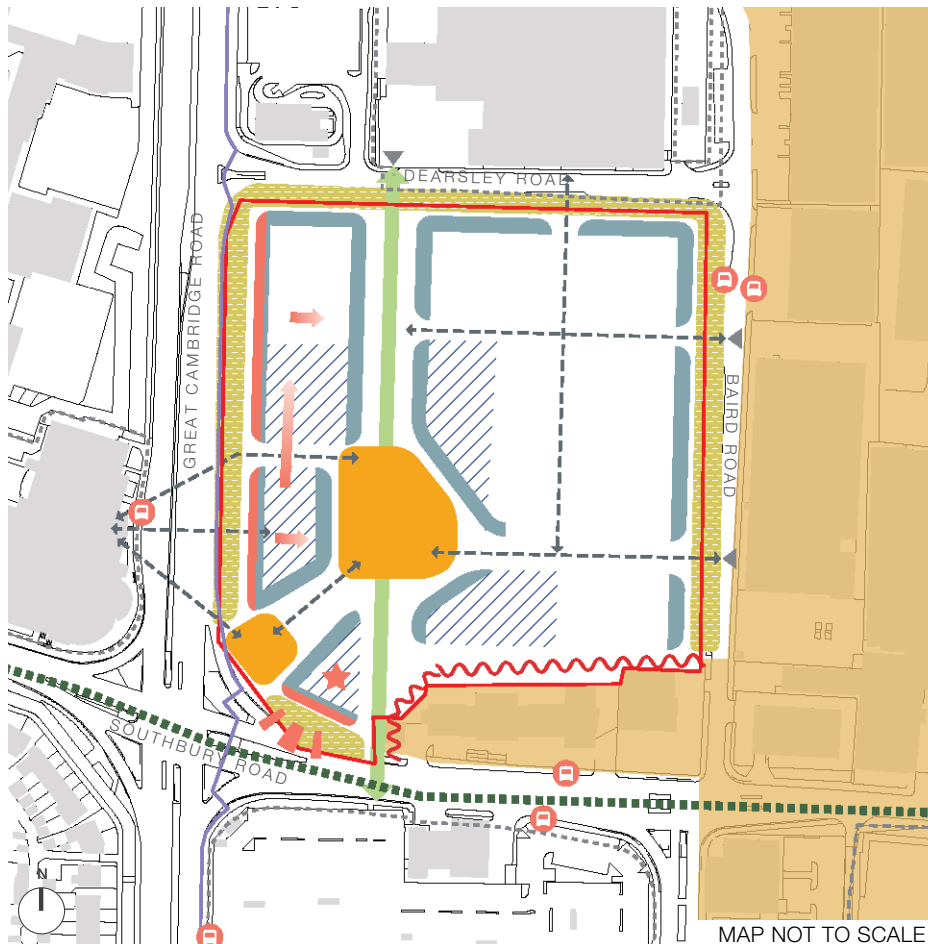 DEARSLEY ROAD
GREAT CAMBRIDGE ROAD
BAIRD ROAD
SOUTHBURY ROAD
N
MAP NOT TO SCALE